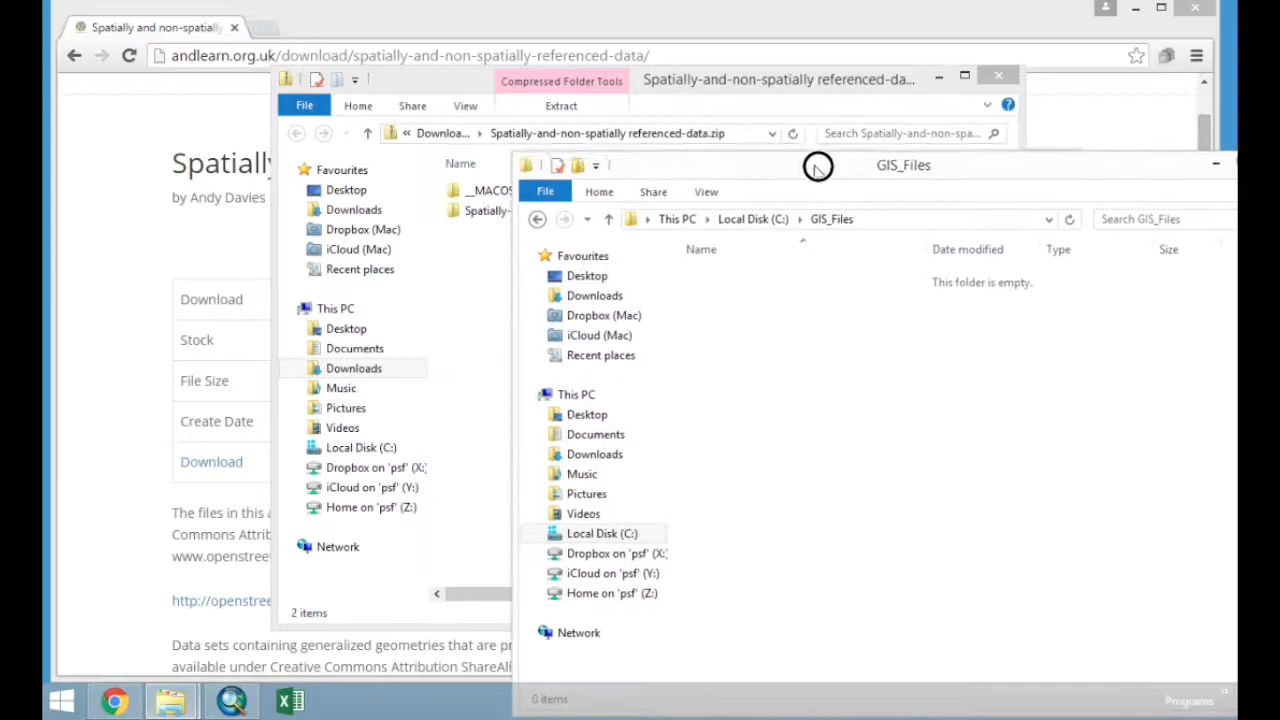 Spatially and non-spatially
andlearn.org.uk/download/spatially-and-non-spatially-referenced-data/
Compressed Folder Tools
Spatially-and-non-spatially referenced-da...
File
Home
Share
View
Extract
Downloa...
Spatially-and-non-spatially referenced-data.zip
Search Spatially-and-non-spa...
Favourites
Desktop
Downloads
Dropbox (Mac)
iCloud (Mac)
Recent places
This PC
Desktop
Documents
Downloads
Music
Pictures
Videos
Local Disk (C:)
Dropbox on 'psf' (X:)
iCloud on 'psf' (Y:)
Home on 'psf' (Z:)
Network
2 items
Name
__MACOS
Spatially-
GIS_Files
File
Home
Share
View
This PC
Local Disk (C:)
GIS_Files
Search GIS_Files
Name
Date modified
Type
Size
This folder is empty.
Favourites
Desktop
Downloads
Dropbox (Mac)
iCloud (Mac)
Recent places
This PC
Desktop
Documents
Downloads
Music
Pictures
Videos
Local Disk (C:)
Dropbox on 'psf' (X:)
iCloud on 'psf' (Y:)
Home on 'psf' (Z:)
Network
0 items
Programs
Spatially
by Andy Davies
Download
Stock
File Size
Create Date
Download
The files in this a
Commons Attrib
www.openstreet
http://openstree
Data sets containing generalized geometries that are pr
available under Creative Commons Attribution ShareAli